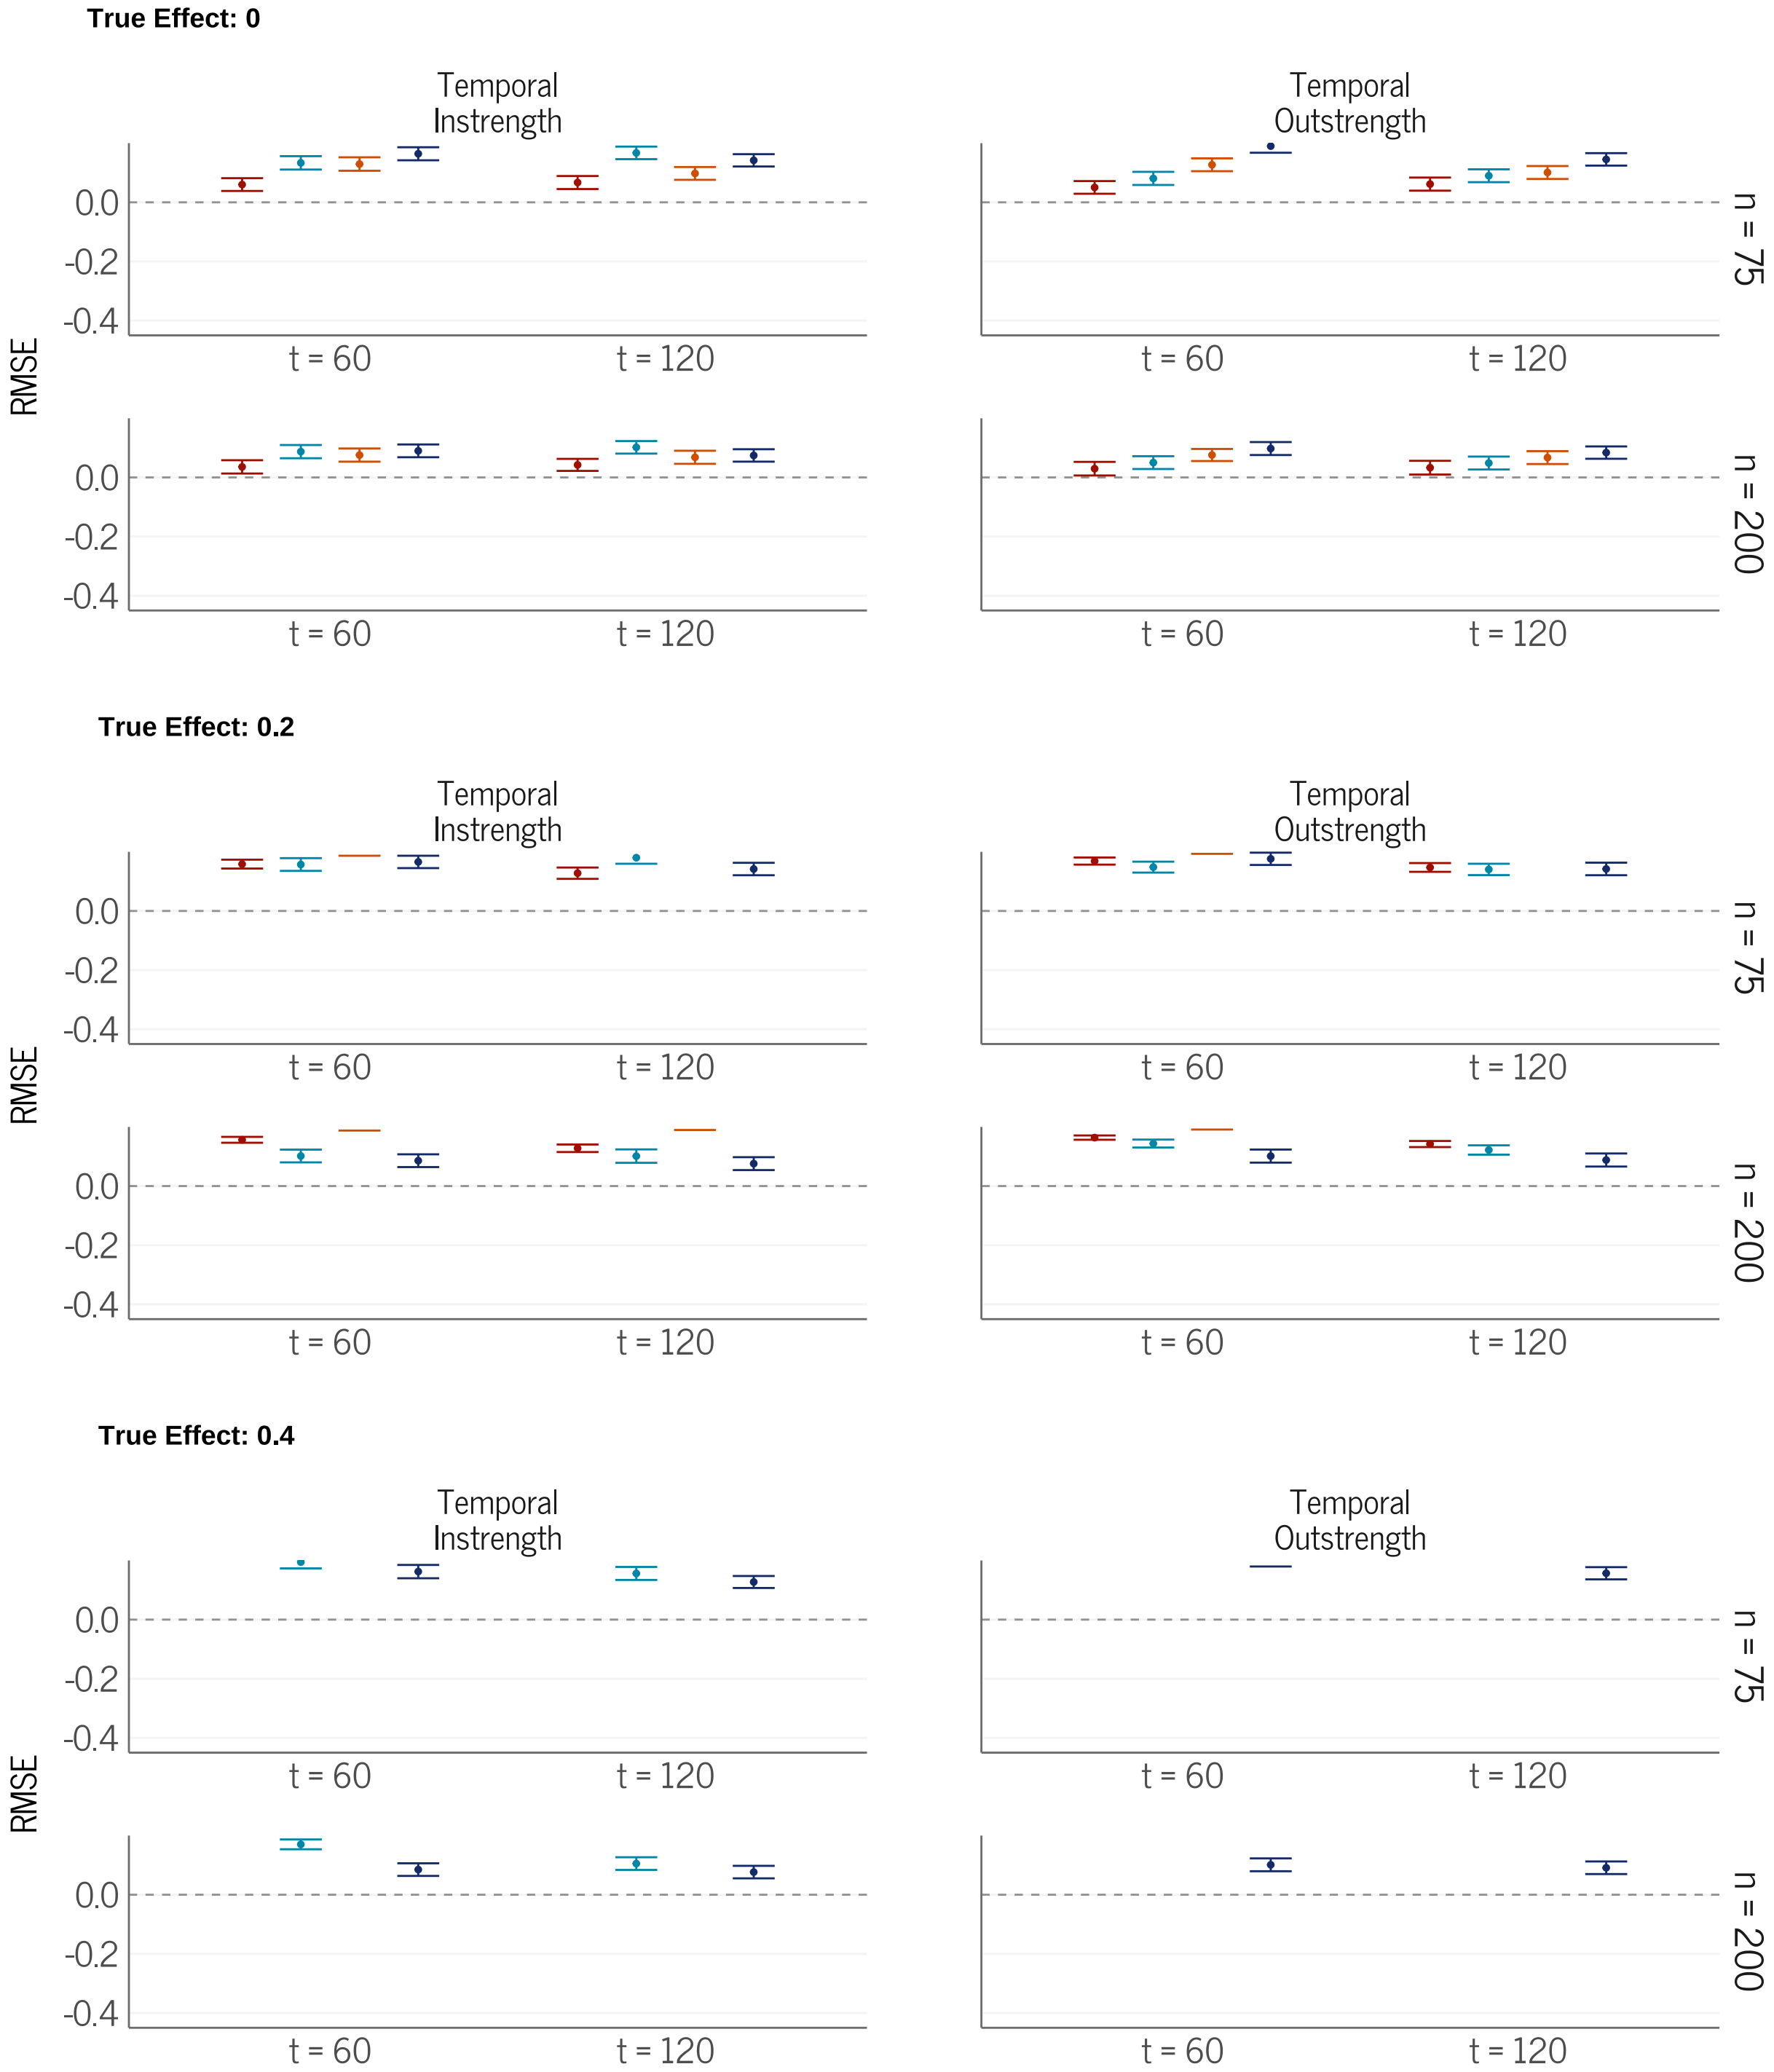 True Effect: 0
Temporal
Instrength
Temporal
Outstrength
RMSE
0.0
-0.2
-0.4
t = 60
t = 120
t = 60
t = 120
n = 75
0.0
-0.2
-0.4
t = 60
t = 120
t = 60
t = 120
n = 200
True Effect: 0.2
Temporal
Instrength
Temporal
Outstrength
RMSE
0.0
-0.2
-0.4
t = 60
t = 120
t = 60
t = 120
n = 75
0.0
-0.2
-0.4
t = 60
t = 120
t = 60
t = 120
n = 200
True Effect: 0.4
Temporal
Instrength
Temporal
Outstrength
RMSE
0.0
-0.2
-0.4
t = 60
t = 120
t = 60
t = 120
n = 75
0.0
-0.2
-0.4
t = 60
t = 120
t = 60
t = 120
n = 200